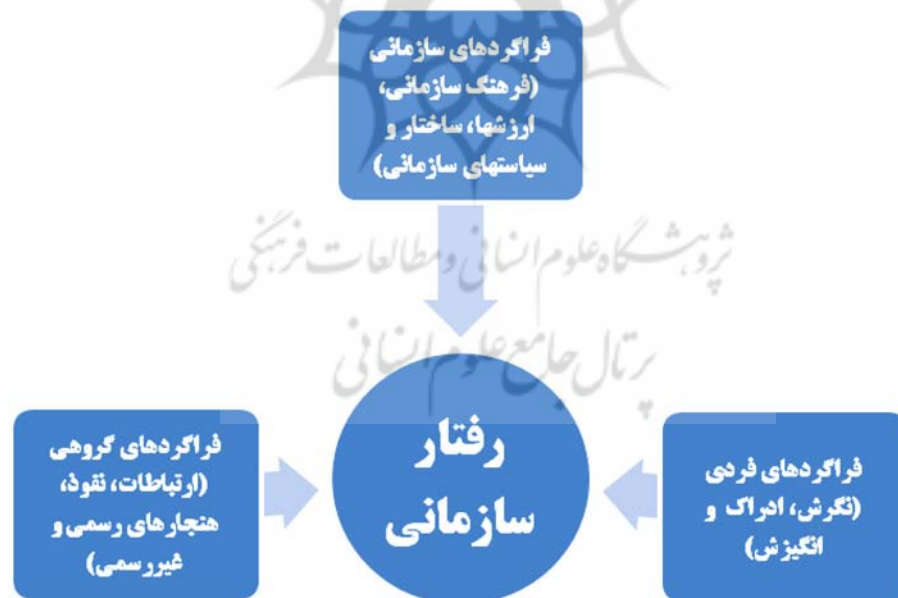 فراگردهای سازمانی
(فرهنگ سازمانی،
ارزشها، ساختار و
سیاستهای سازمانی)
پژوهشگاه علوم انسانی و مطالعات فرهنگی
پرتال جامع علوم انسانی
رفتار
سازمانی
فراگردهای فردی
(نگرش، ادراک و
انگیزش)
فراگردهای گروهی
(ارتباطات، نفوذ،
هنجارهای رسمی و
غیررسمی)